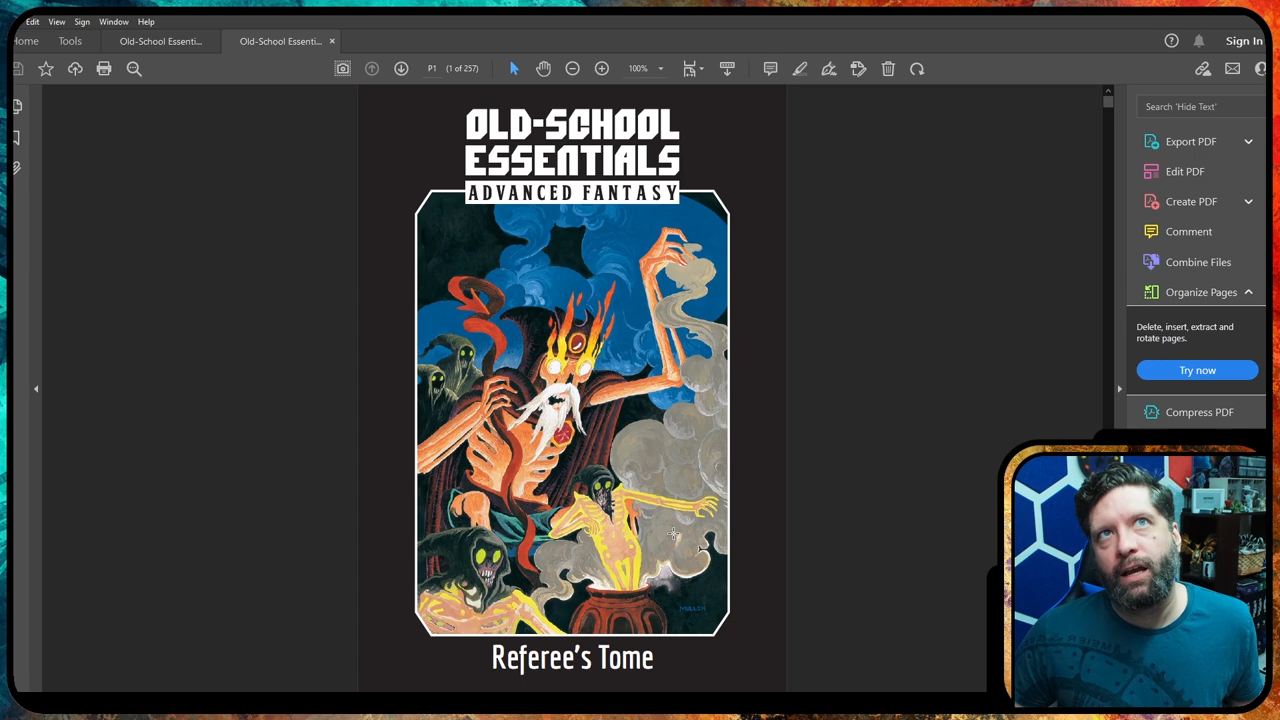 Edit View Sign Window Help
Home Tools Old-School Essenti... Old-School Essenti... × Sign In
P1 (1 of 257) 100%
Search 'Hide Text'
Export PDF
Edit PDF
Create PDF
Comment
Combine Files
Organize Pages
Delete, insert, extract and
rotate pages.
Try now
Compress PDF
OLD-SCHOOL
ESSENTIALS
ADVANCED FANTASY
MULLEN
Referee's Tome